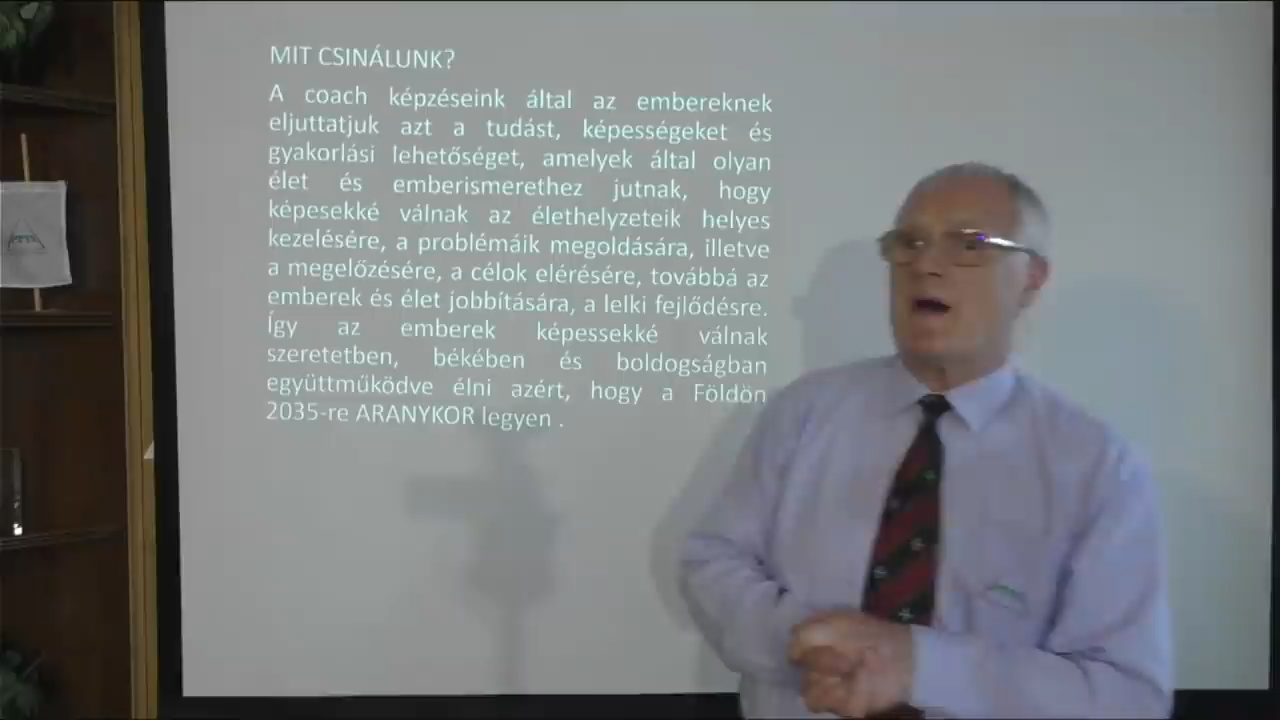 MIT CSINÁLUNK?
A coach képzéseink által az embereknek
eljuttatjuk azt a tudást, képességeket és
gyakorlási lehetőséget, amelyek által olyan
élet és emberismerethez jutnak, hogy
képesekké válnak az élethelyzeteik helyes
kezelésére, a problémáik megoldására, illetve
a megelőzésére, a célok elérésére, továbbá az
emberek és élet jobbítására, a lelki fejlődésre.
Így az emberek képessekké válnak
szeretetben, békében és boldogságban
együttműködve élni azért, hogy a Földön
2035-re ARANYKOR legyen .